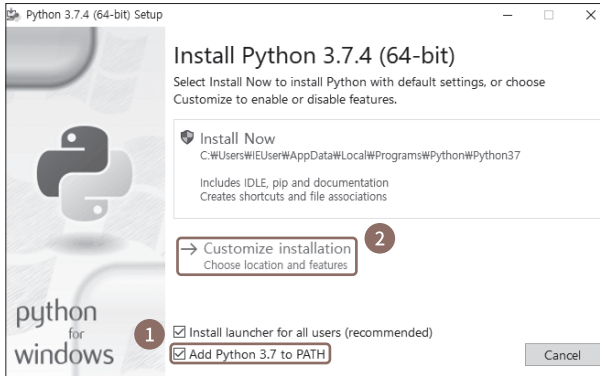 Python 3.7.4 (64-bit) Setup
Install Python 3.7.4 (64-bit)
Select Install Now to install Python with default settings, or choose
Customize to enable or disable features.
Install Now
C:₩Users₩IEUser₩AppData₩Local₩Programs₩Python₩Python37
Includes IDLE, pip and documentation
Creates shortcuts and file associations
2
→ Customize installation
Choose location and features
python
for
windows
1
Install launcher for all users (recommended)
Add Python 3.7 to PATH
Cancel